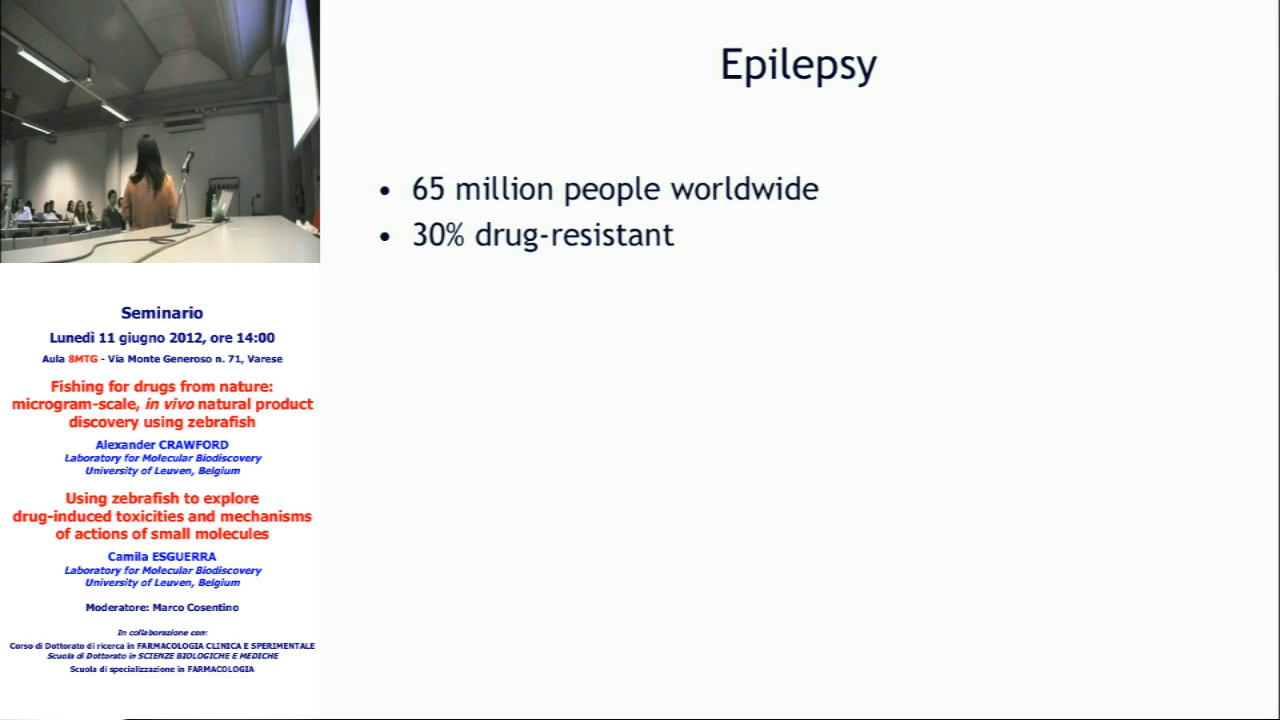 Epilepsy
• 65 million people worldwide
• 30% drug-resistant
Seminario
Lunedì 11 giugno 2012, ore 14:00
Aula 8MTG - Via Monte Generoso n. 71, Varese
Fishing for drugs from nature:
microgram-scale, in vivo natural product
discovery using zebrafish
Alexander CRAWFORD
Laboratory for Molecular Biodiscovery
University of Leuven, Belgium
Using zebrafish to explore
drug-induced toxicities and mechanisms
of actions of small molecules
Camila ESGUERRA
Laboratory for Molecular Biodiscovery
University of Leuven, Belgium
Moderatore: Marco Cosentino
In collaborazione con:
Corso di Dottorato di ricerca in FARMACOLOGIA CLINICA E SPERIMENTALE
Scuola di Dottorato in SCIENZE BIOLOGICHE E MEDICHE
Scuola di specializzazione in FARMACOLOGIA